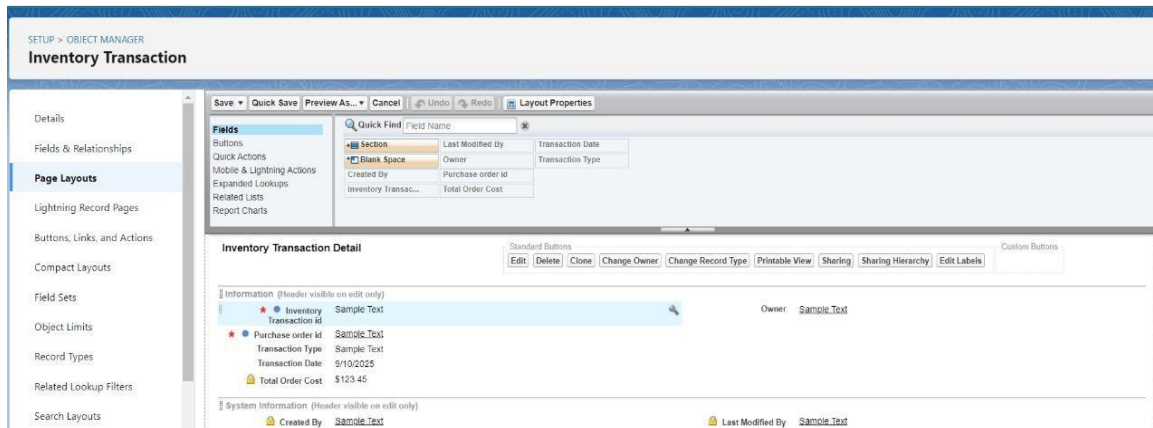 SETUP > OBJECT MANAGER
Inventory Transaction
Details
Fields & Relationships
Page Layouts
Lightning Record Pages
Buttons, Links, and Actions
Compact Layouts
Field Sets
Object Limits
Record Types
Related Lookup Filters
Search Layouts
Save Quick Save Preview As... Cancel Undo Redo Layout Properties
Fields
Buttons
Quick Actions
Mobile & Lightning Actions
Expanded Lookups
Related Lists
Report Charts
Quick Find Field Name
Section Last Modified By Transaction Date
Blank Space Owner Transaction Type
Created By Purchase order id
Inventory Transac... Total Order Cost
Inventory Transaction Detail
Standard Buttons
Edit Delete Clone Change Owner Change Record Type Printable View Sharing Sharing Hierarchy Edit Labels
Custom Buttons
Information (Header visible on edit only)
Inventory Transaction id Sample Text Owner Sample Text
Purchase order id Sample Text
Transaction Type Sample Text
Transaction Date 9/10/2025
Total Order Cost $123.45
System Information (Header visible on edit only)
Created By Sample Text Last Modified By Sample Text